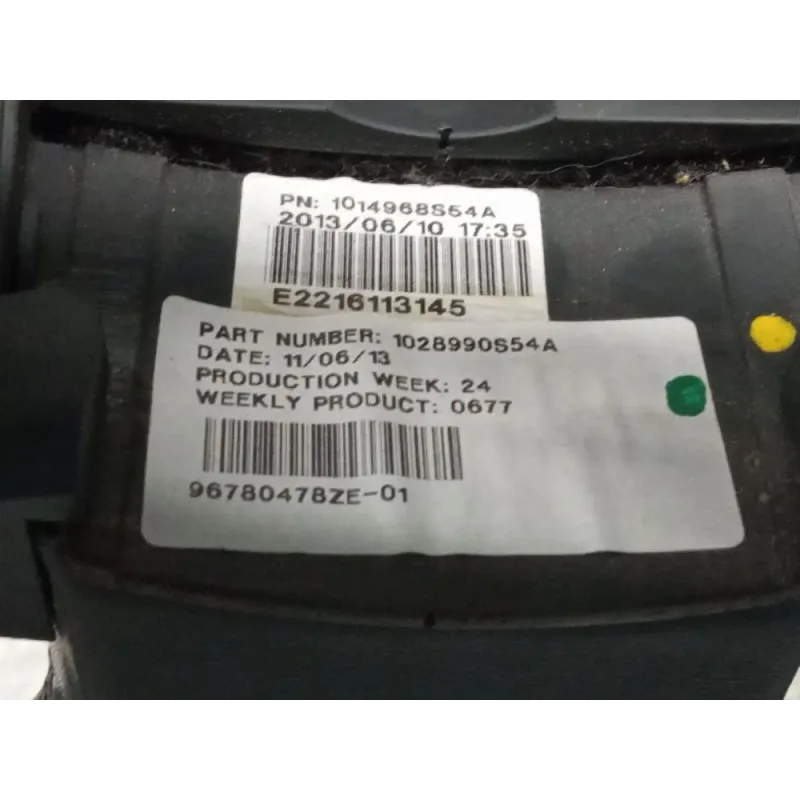 PN: 1014968S54A
2013/06/10 17:35
E2216113145
PART NUMBER: 1028990S54A
DATE: 11/06/13
PRODUCTION WEEK: 24
WEEKLY PRODUCT: 0677
96780478ZE-01